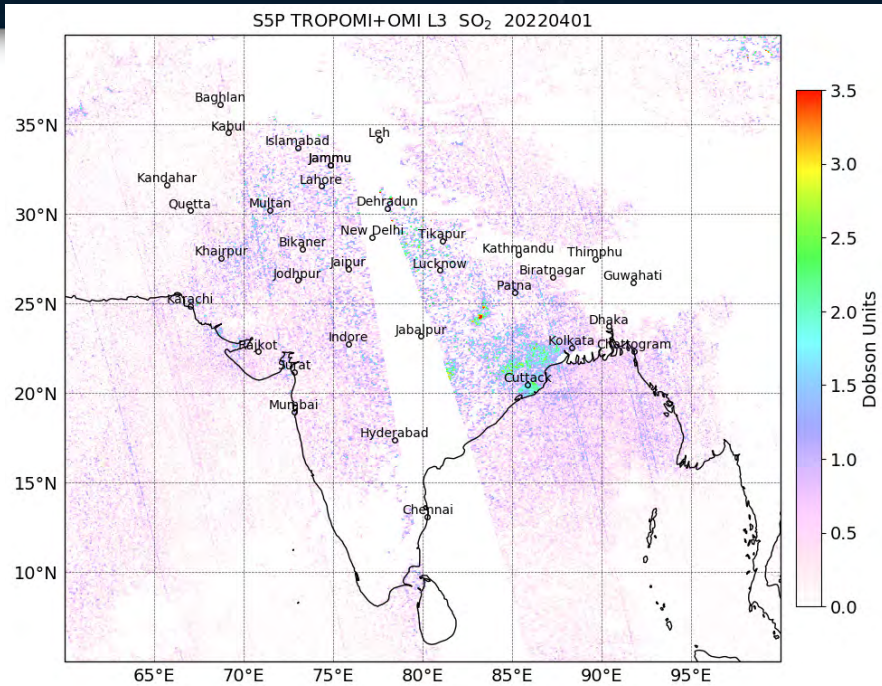 S5P TROPOMI+OMI L3 SO₂ 20220401
Baghlan
Kabul
Islamabad
Leh
Jammu
Lahore
Kandahar
Quetta
Multan
Dehradun
New Delhi
Tikapur
Khairpur
Bikaner
Kathmandu
Thimphu
Jodhpur
Jaipur
Lucknow
Biratnagar
Guwahati
Patna
Karachi
Dhaka
Rajkot
Indore
Jabalpur
Kolkata
Chattogram
Surat
Cuttack
Mumbai
Hyderabad
Chennai
35°N
30°N
25°N
20°N
15°N
10°N
65°E
70°E
75°E
80°E
85°E
90°E
95°E
3.5
3.0
2.5
2.0
1.5
1.0
0.5
0.0
Dobson Units